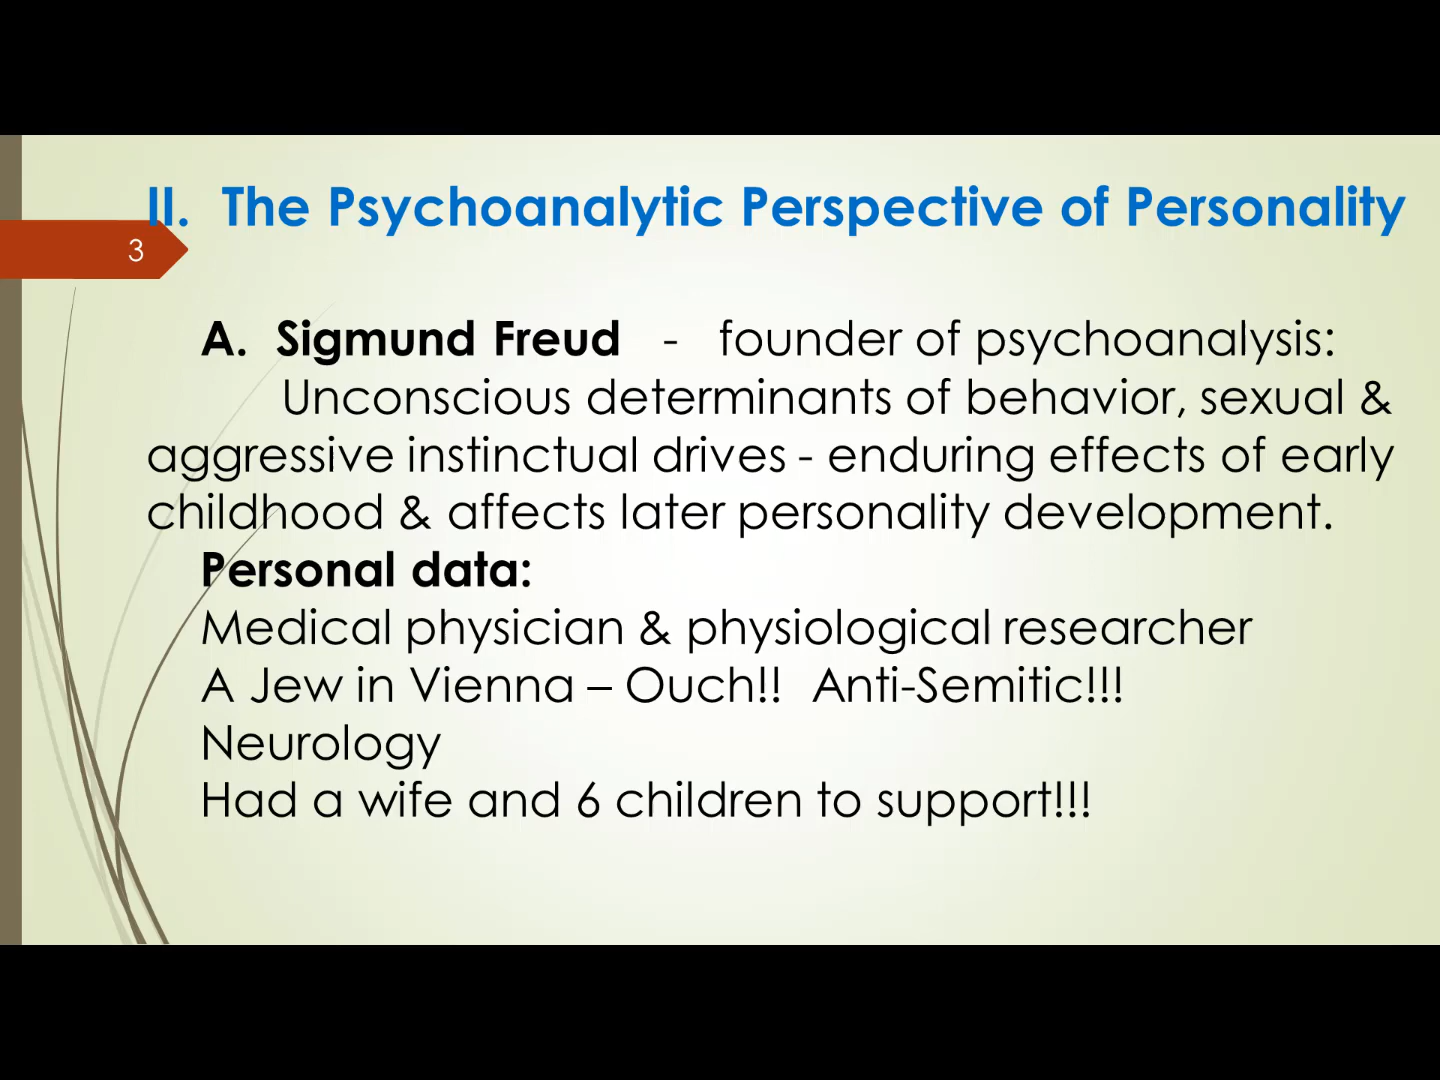 II. The Psychoanalytic Perspective of Personality
3
A. Sigmund Freud - founder of psychoanalysis:
Unconscious determinants of behavior, sexual &
aggressive instinctual drives - enduring effects of early
childhood & affects later personality development.
Personal data:
Medical physician & physiological researcher
A Jew in Vienna – Ouch!! Anti-Semitic!!!
Neurology
Had a wife and 6 children to support!!!